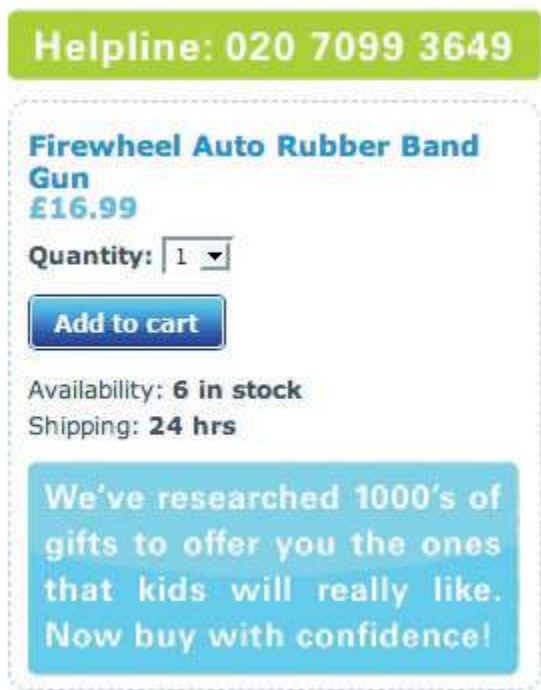 Helpline: 020 7099 3649
Firewheel Auto Rubber Band
Gun
£16.99
Quantity: 1
Add to cart
Availability: 6 in stock
Shipping: 24 hrs
We've researched 1000's of
gifts to offer you the ones
that kids will really like.
Now buy with confidence!